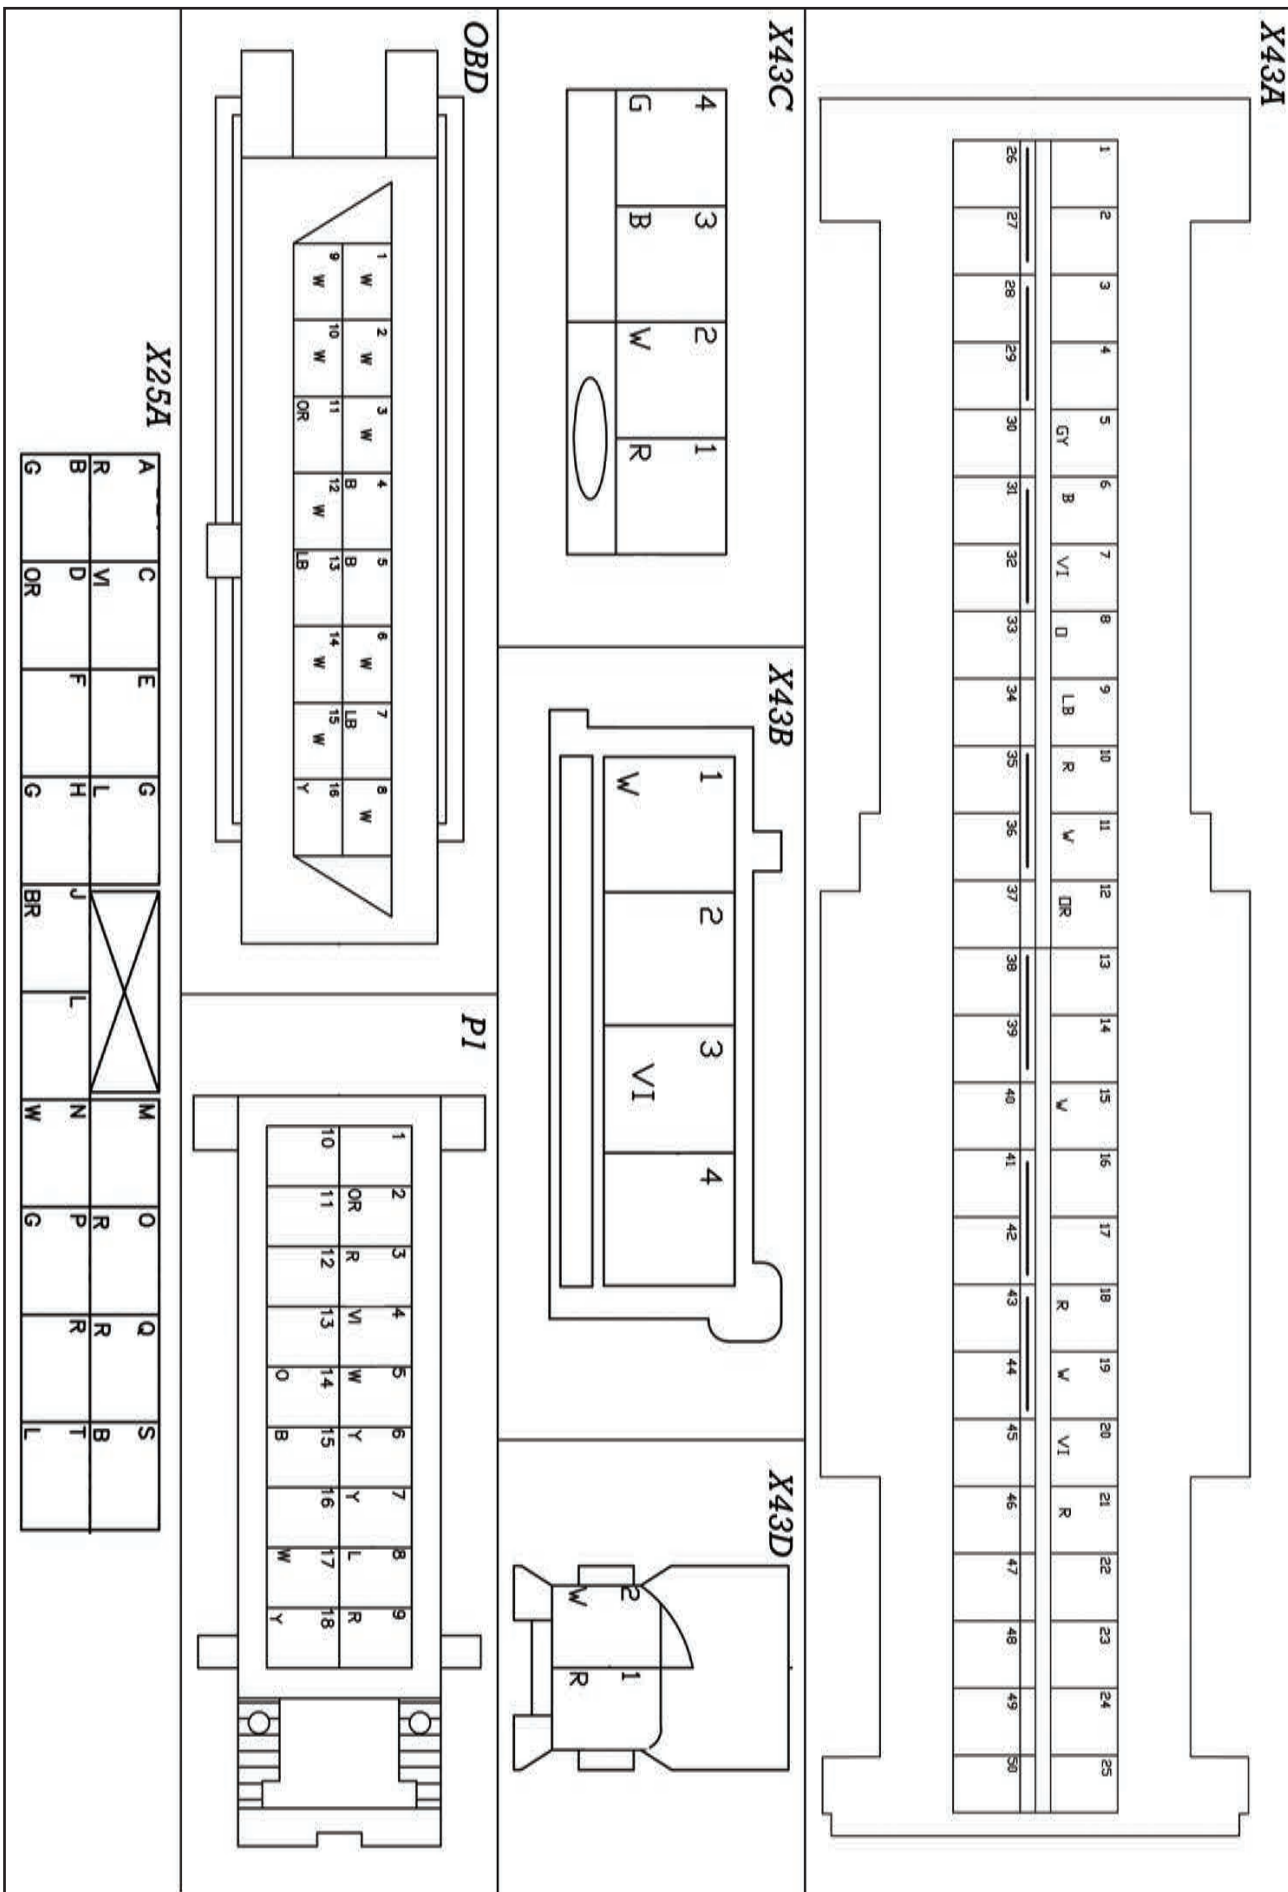 X43A
1 2 3 4 5 6 7 8 9 10 11 12 13 14 15 16 17 18 19 20 21 22 23 24 25
GY B VI O LB R W OR W R W VI R
26 27 28 29 30 31 32 33 34 35 36 37 38 39 40 41 42 43 44 45 46 47 48 49 50
X43C
4 3 2 1
G B W R
X43B
1 2 3 4
W VI
X43D
2 1
W R
OBD
1 2 3 4 5 6 7 8
W W W B B W LB W
9 10 11 12 13 14 15 16
W W OR W LB W W Y
P1
1 2 3 4 5 6 7 8 9
OR R VI W Y Y L R
10 11 12 13 14 15 16 17 18
O B W Y
X25A
A C E G M O Q S
R VI L R R B
B D F H J L N P R T
G OR G BR W G L